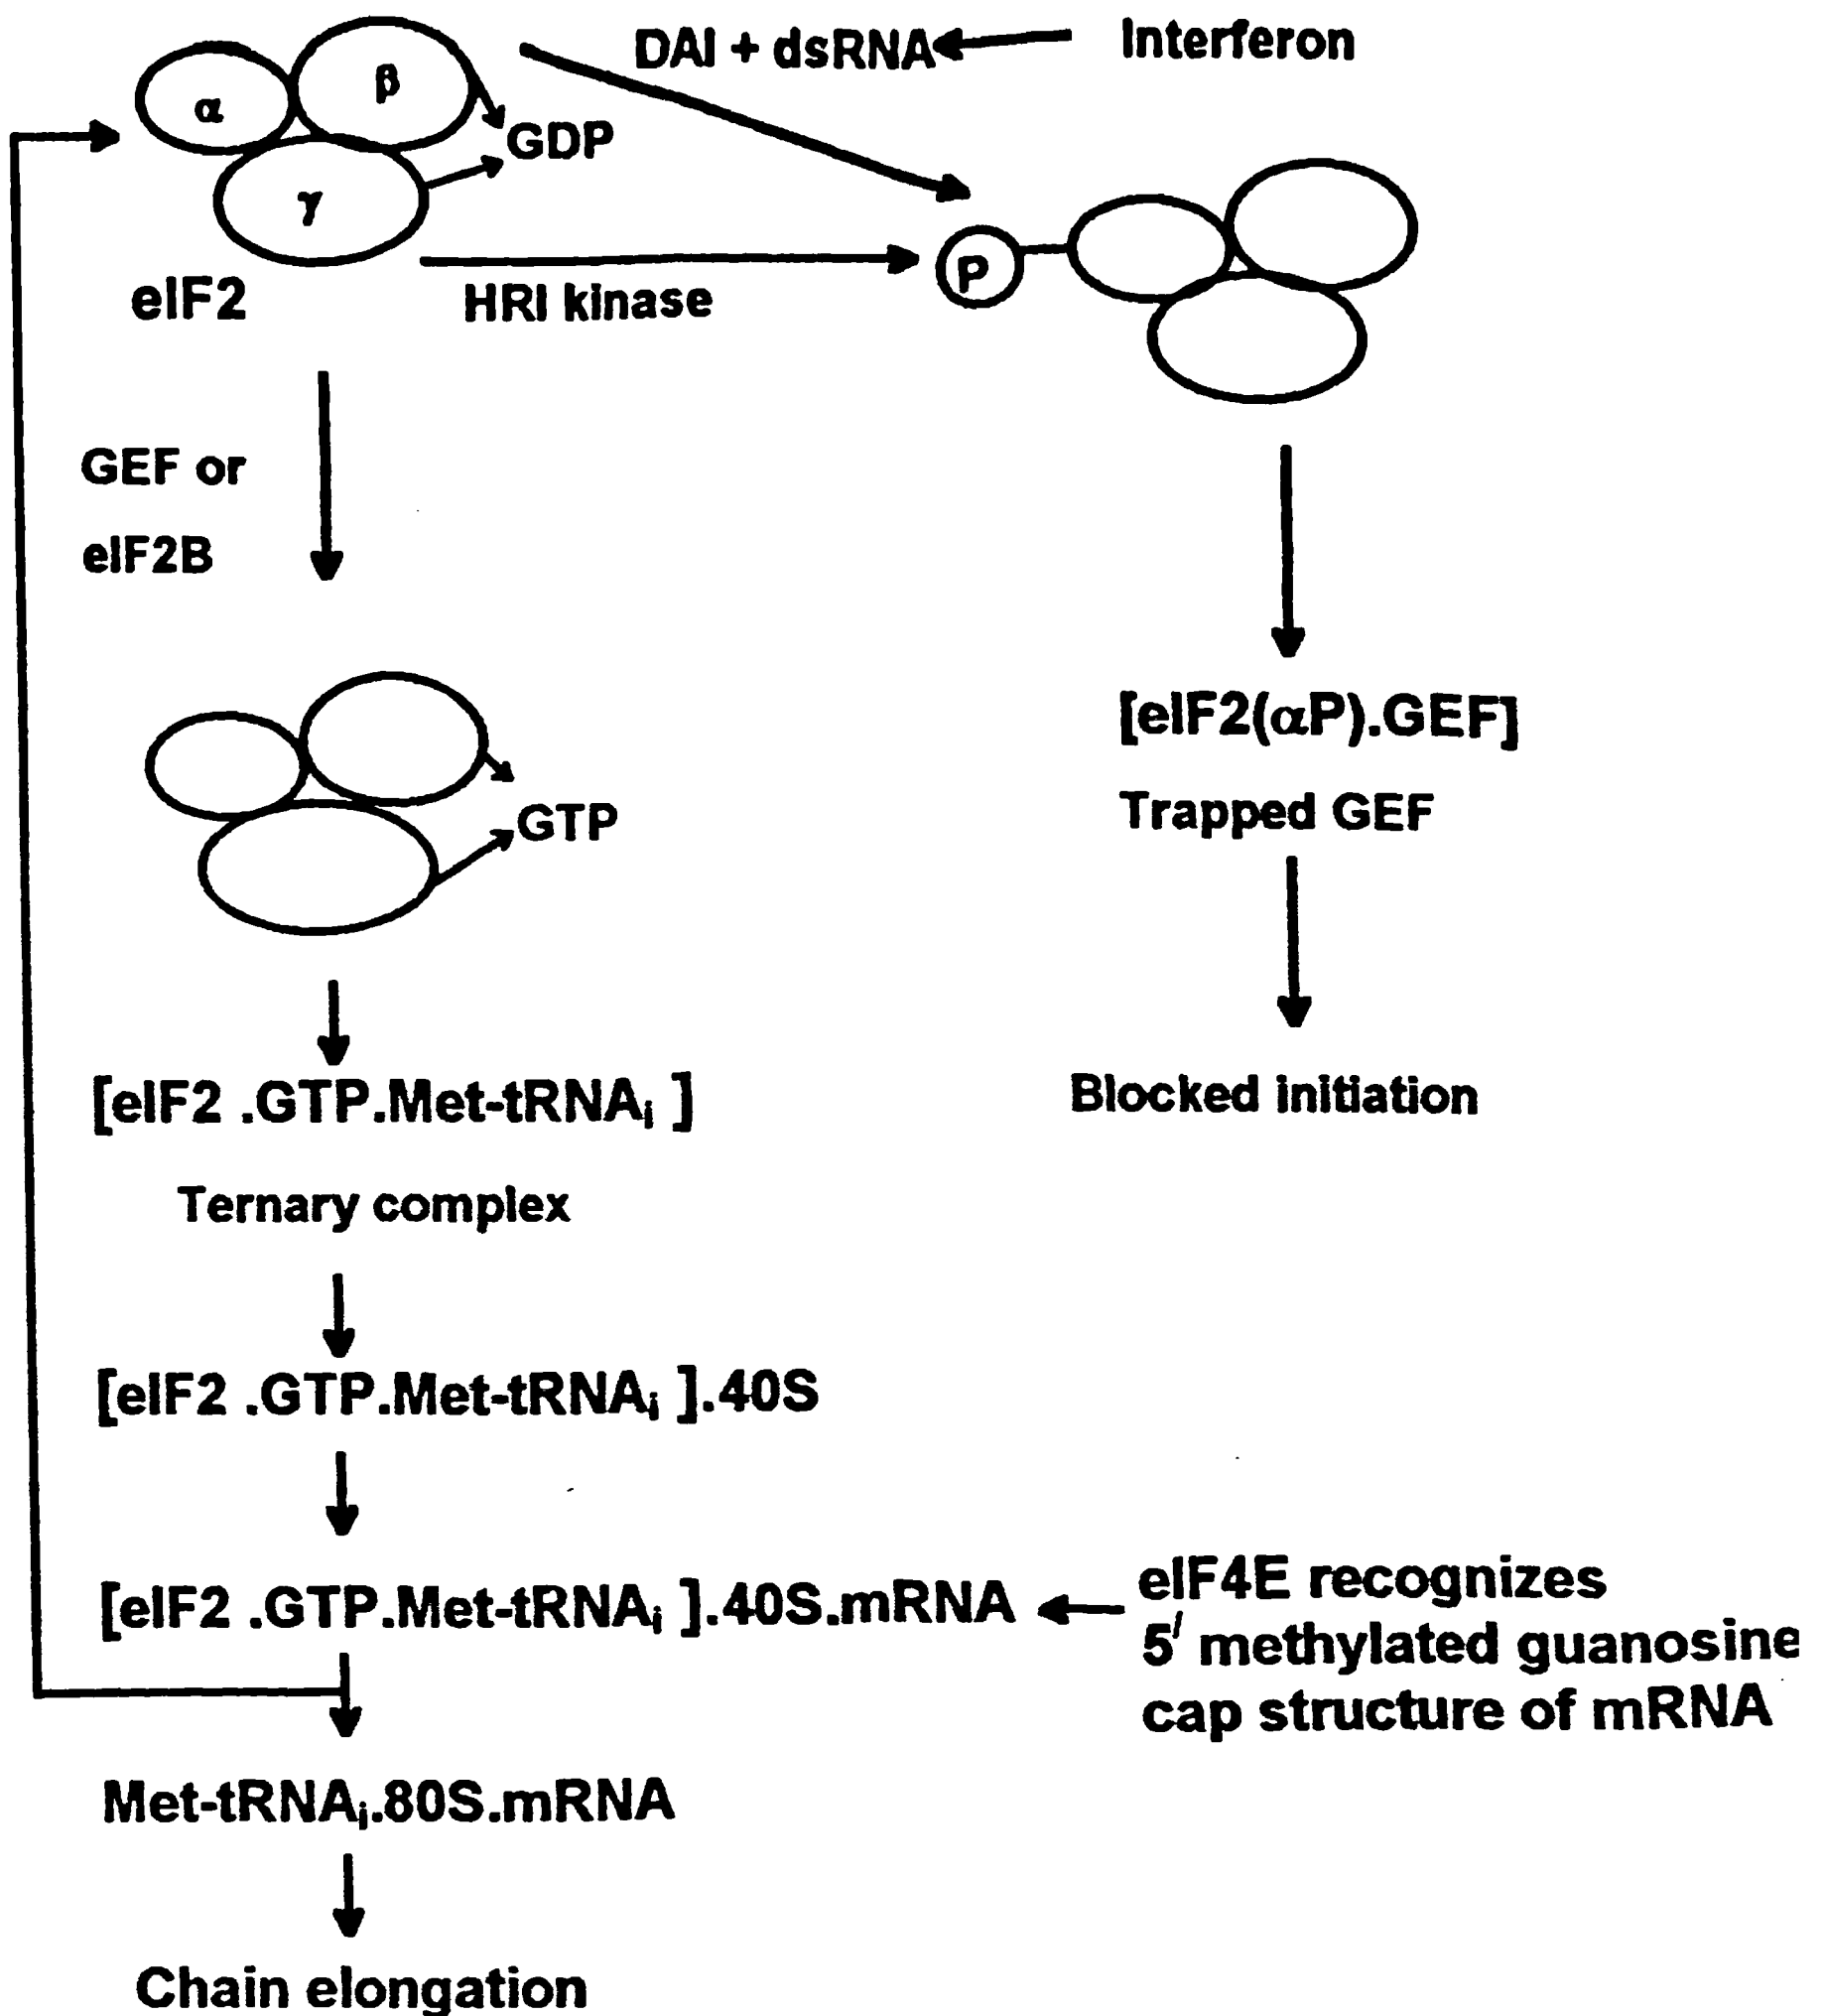 DAI + dsRNA
Interferon
α
β
γ
GDP
eIF2
HRI kinase
P
GEF or
eIF2B
GTP
[eIF2(αP).GEF]
Trapped GEF
Blocked initiation
[eIF2 .GTP.Met-tRNAi ]
Ternary complex
[eIF2 .GTP.Met-tRNAi ].40S
[eIF2 .GTP.Met-tRNAi ].40S.mRNA
eIF4E recognizes
5′ methylated guanosine
cap structure of mRNA
Met-tRNAi.80S.mRNA
Chain elongation